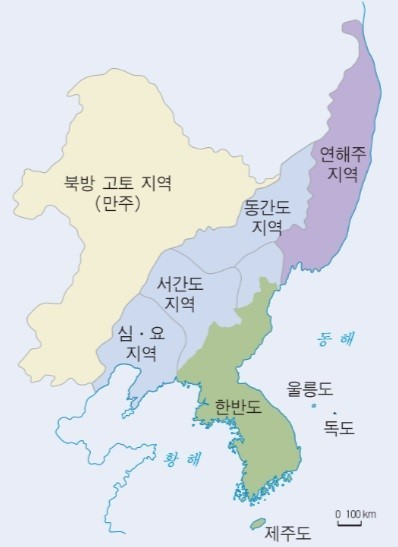 연해주
지역
북방 고토 지역
(만주)
동간도
지역
서간도
지역
심·요
지역
동 해
울릉도
독도
한반도
황 해
0 100 km
제주도